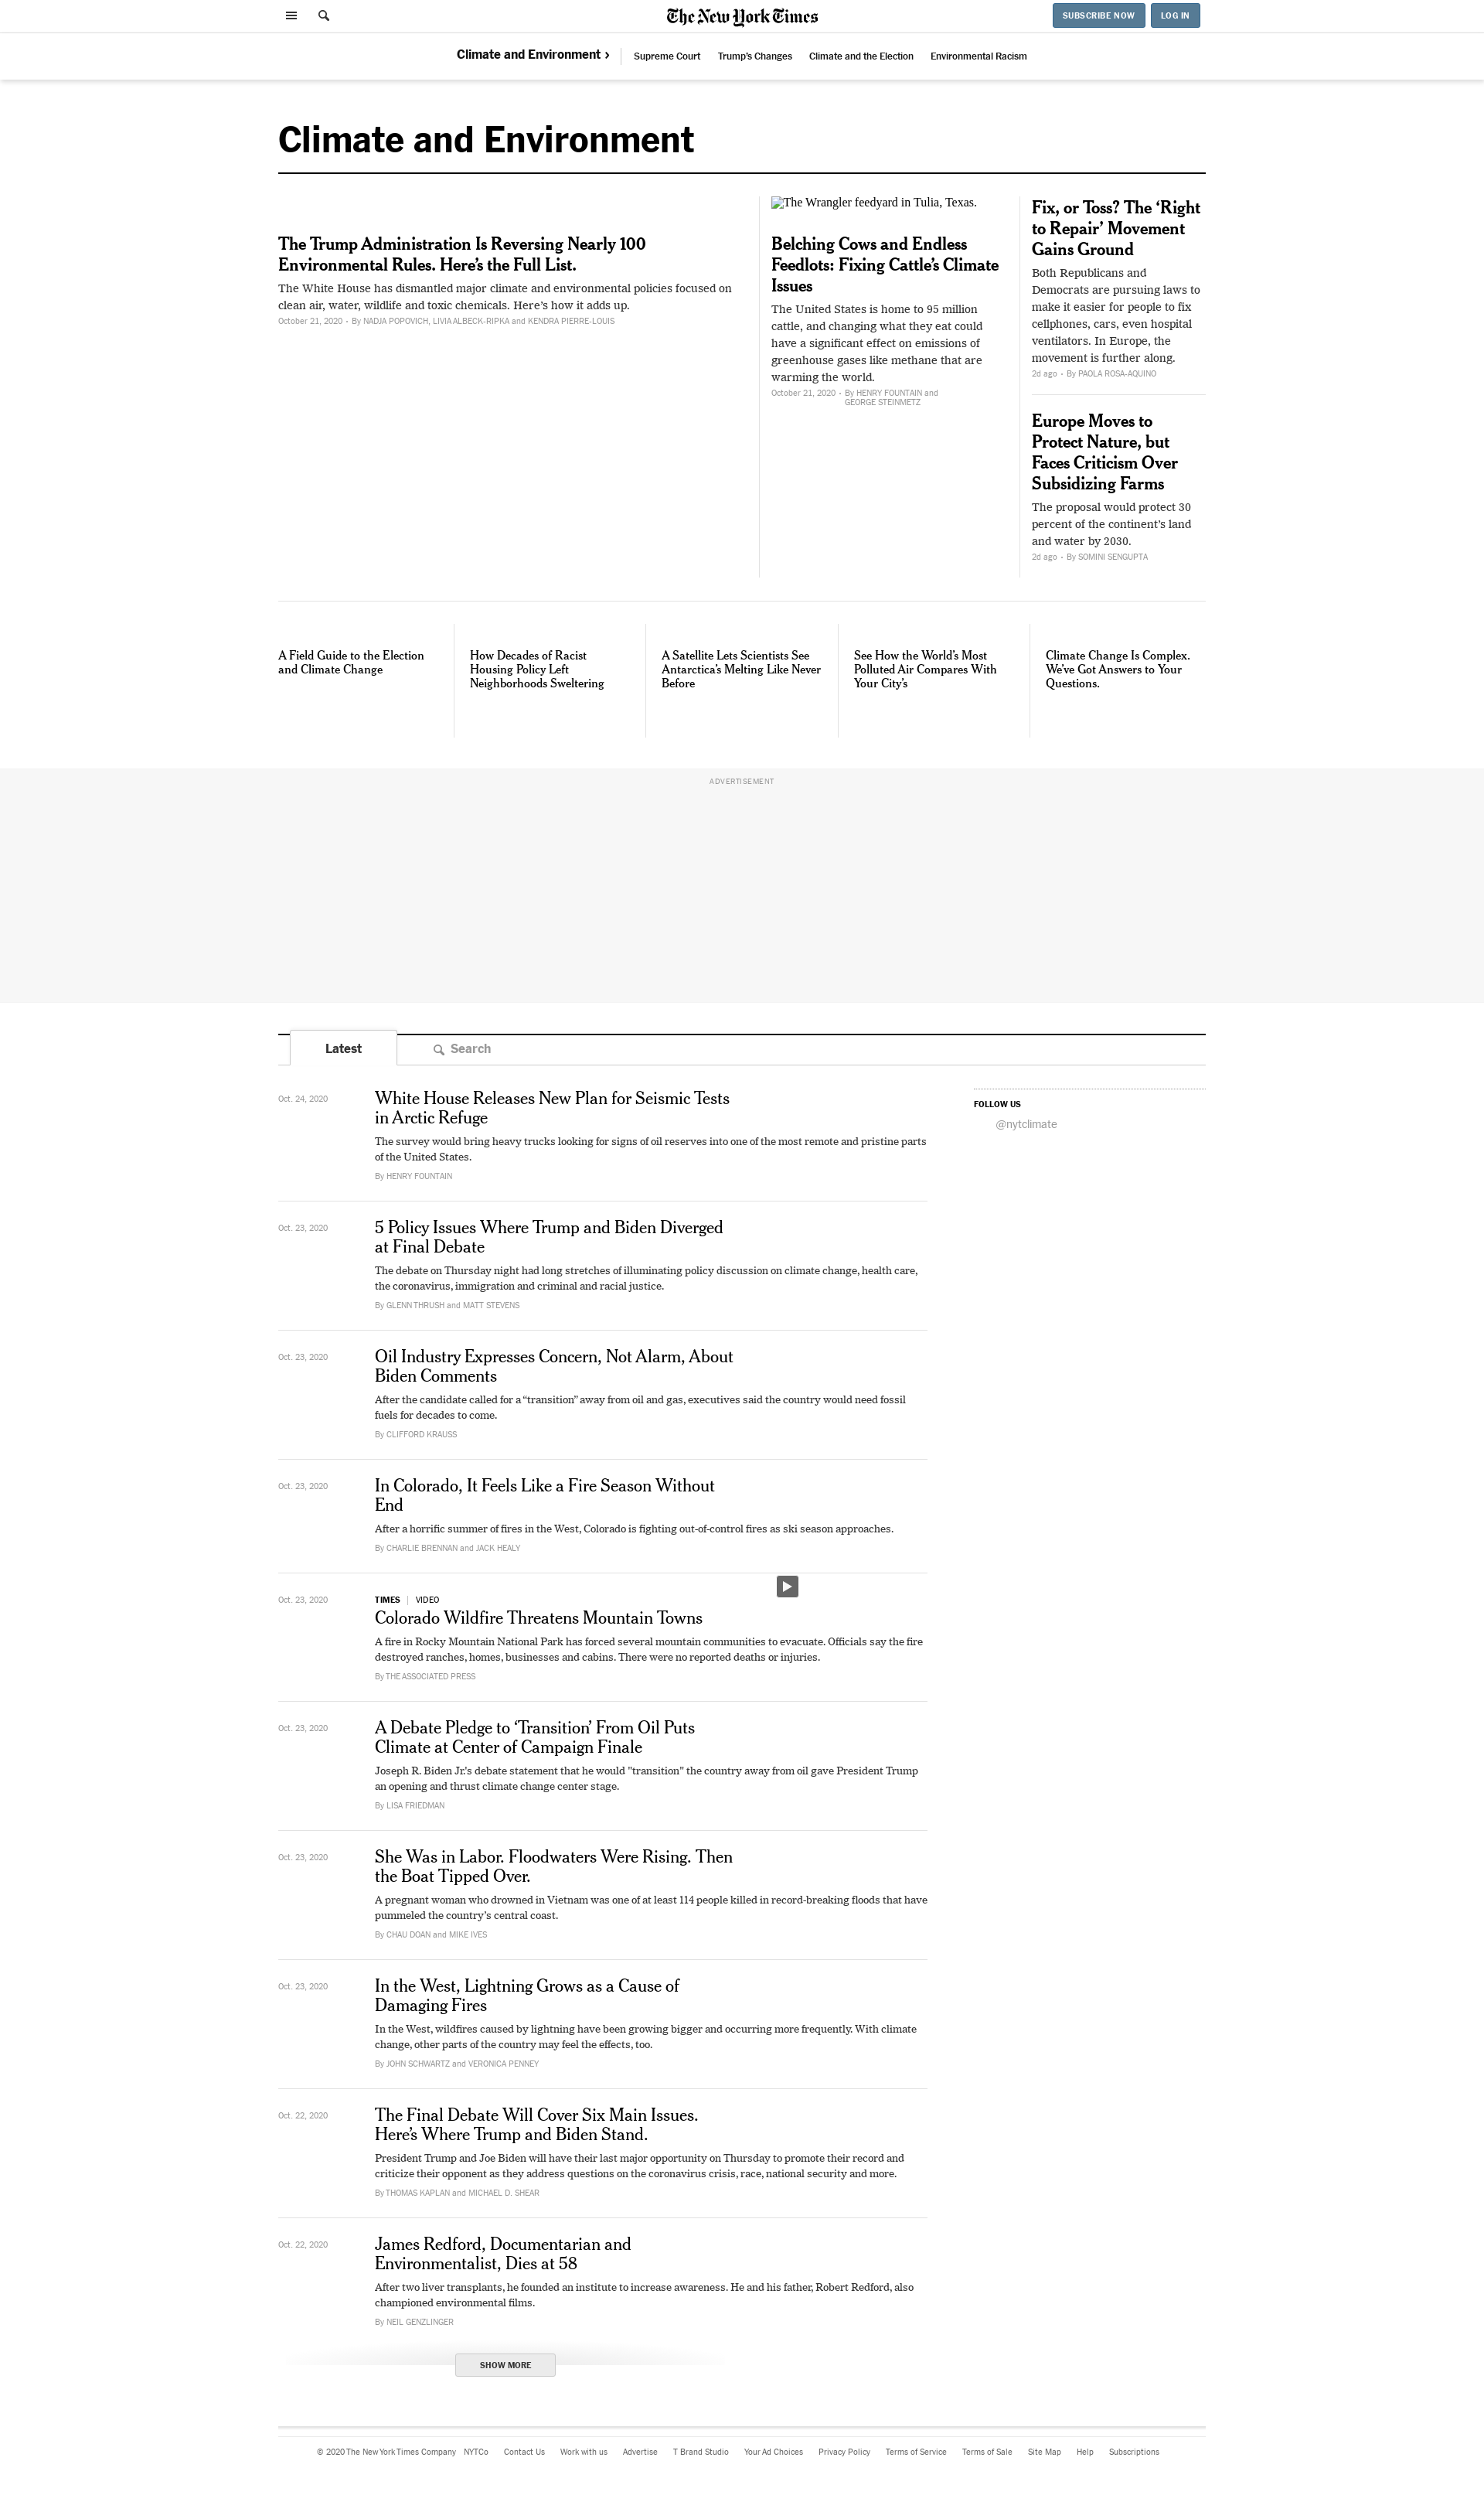 The New York Times
SUBSCRIBE NOW
LOG IN
Climate and Environment ›
Supreme Court
Trump's Changes
Climate and the Election
Environmental Racism
Climate and Environment
The Trump Administration Is Reversing Nearly 100
Environmental Rules. Here's the Full List.
The White House has dismantled major climate and environmental policies focused on
clean air, water, wildlife and toxic chemicals. Here's how it adds up.
October 21, 2020 • By NADJA POPOVICH, LIVIA ALBECK-RIPKA and KENDRA PIERRE-LOUIS
The Wrangler feedyard in Tulia, Texas.
Belching Cows and Endless
Feedlots: Fixing Cattle's Climate
Issues
The United States is home to 95 million
cattle, and changing what they eat could
have a significant effect on emissions of
greenhouse gases like methane that are
warming the world.
October 21, 2020 • By HENRY FOUNTAIN and
GEORGE STEINMETZ
Fix, or Toss? The ‘Right
to Repair’ Movement
Gains Ground
Both Republicans and
Democrats are pursuing laws to
make it easier for people to fix
cellphones, cars, even hospital
ventilators. In Europe, the
movement is further along.
2d ago • By PAOLA ROSA-AQUINO
Europe Moves to
Protect Nature, but
Faces Criticism Over
Subsidizing Farms
The proposal would protect 30
percent of the continent's land
and water by 2030.
2d ago • By SOMINI SENGUPTA
A Field Guide to the Election
and Climate Change
How Decades of Racist
Housing Policy Left
Neighborhoods Sweltering
A Satellite Lets Scientists See
Antarctica's Melting Like Never
Before
See How the World's Most
Polluted Air Compares With
Your City's
Climate Change Is Complex.
We've Got Answers to Your
Questions.
ADVERTISEMENT
Latest
Search
Oct. 24, 2020
White House Releases New Plan for Seismic Tests
in Arctic Refuge
The survey would bring heavy trucks looking for signs of oil reserves into one of the most remote and pristine parts
of the United States.
By HENRY FOUNTAIN
FOLLOW US
@nytclimate
Oct. 23, 2020
5 Policy Issues Where Trump and Biden Diverged
at Final Debate
The debate on Thursday night had long stretches of illuminating policy discussion on climate change, health care,
the coronavirus, immigration and criminal and racial justice.
By GLENN THRUSH and MATT STEVENS
Oct. 23, 2020
Oil Industry Expresses Concern, Not Alarm, About
Biden Comments
After the candidate called for a “transition” away from oil and gas, executives said the country would need fossil
fuels for decades to come.
By CLIFFORD KRAUSS
Oct. 23, 2020
In Colorado, It Feels Like a Fire Season Without
End
After a horrific summer of fires in the West, Colorado is fighting out-of-control fires as ski season approaches.
By CHARLIE BRENNAN and JACK HEALY
Oct. 23, 2020
TIMES | VIDEO
Colorado Wildfire Threatens Mountain Towns
A fire in Rocky Mountain National Park has forced several mountain communities to evacuate. Officials say the fire
destroyed ranches, homes, businesses and cabins. There were no reported deaths or injuries.
By THE ASSOCIATED PRESS
Oct. 23, 2020
A Debate Pledge to ‘Transition’ From Oil Puts
Climate at Center of Campaign Finale
Joseph R. Biden Jr.'s debate statement that he would "transition" the country away from oil gave President Trump
an opening and thrust climate change center stage.
By LISA FRIEDMAN
Oct. 23, 2020
She Was in Labor. Floodwaters Were Rising. Then
the Boat Tipped Over.
A pregnant woman who drowned in Vietnam was one of at least 114 people killed in record-breaking floods that have
pummeled the country's central coast.
By CHAU DOAN and MIKE IVES
Oct. 23, 2020
In the West, Lightning Grows as a Cause of
Damaging Fires
In the West, wildfires caused by lightning have been growing bigger and occurring more frequently. With climate
change, other parts of the country may feel the effects, too.
By JOHN SCHWARTZ and VERONICA PENNEY
Oct. 22, 2020
The Final Debate Will Cover Six Main Issues.
Here's Where Trump and Biden Stand.
President Trump and Joe Biden will have their last major opportunity on Thursday to promote their record and
criticize their opponent as they address questions on the coronavirus crisis, race, national security and more.
By THOMAS KAPLAN and MICHAEL D. SHEAR
Oct. 22, 2020
James Redford, Documentarian and
Environmentalist, Dies at 58
After two liver transplants, he founded an institute to increase awareness. He and his father, Robert Redford, also
championed environmental films.
By NEIL GENZLINGER
SHOW MORE
© 2020 The New York Times Company NYTCo Contact Us Work with us Advertise T Brand Studio Your Ad Choices Privacy Policy Terms of Service Terms of Sale Site Map Help Subscriptions